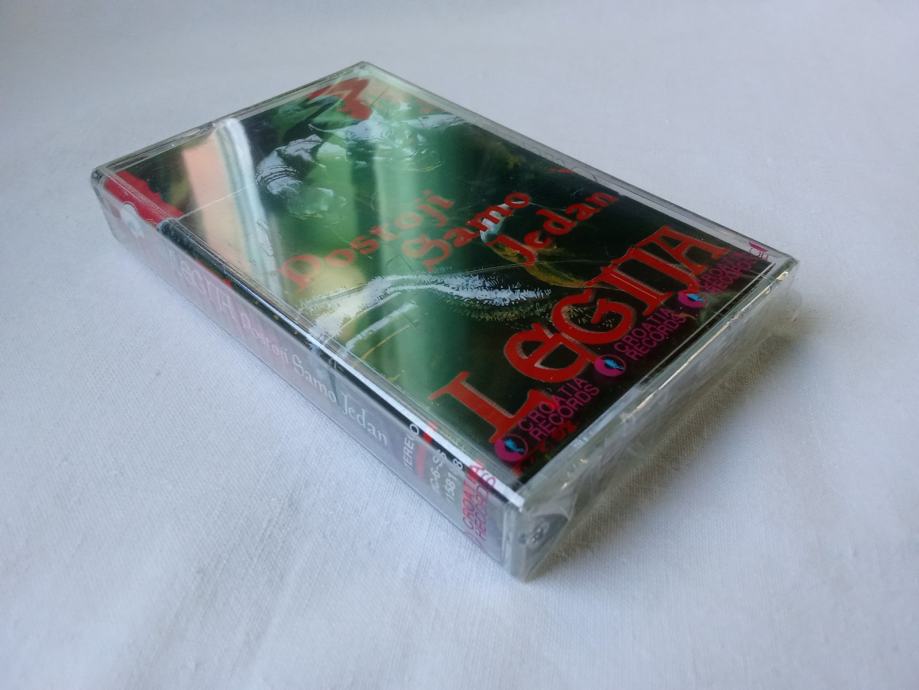 Postoji
Samo
Jedan
LEGIJA
CROATIA
RECORDS
CROATIA
RECORDS
CROATIA
RECORDS
LEGIJA Postoji Samo Jedan
CROATIA
RECORDS